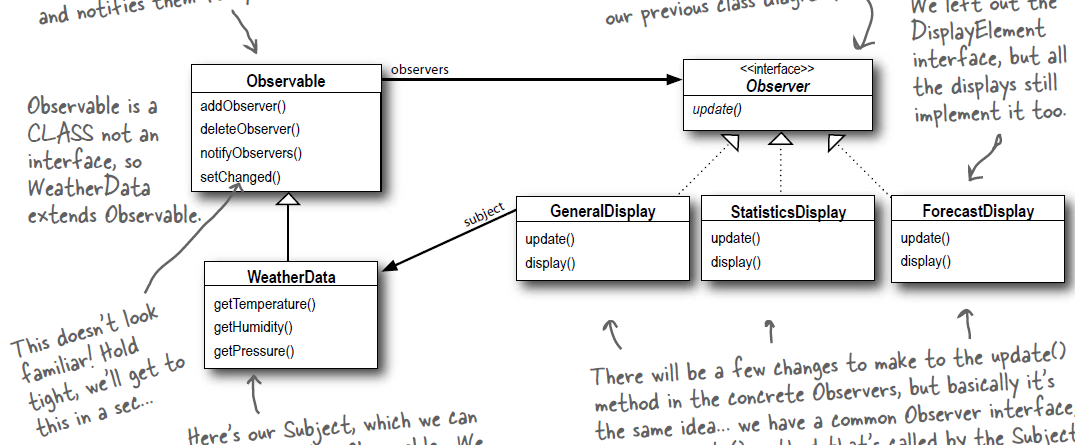 and notifies them
our previous class
We left out the
DisplayElement
interface, but all
the displays still
implement it too.
Observable
addObserver()
deleteObserver()
notifyObservers()
setChanged()
observers
<<interface>>
Observer
update()
Observable is a
CLASS not an
interface, so
WeatherData
extends Observable.
subject
GeneralDisplay
update()
display()
StatisticsDisplay
update()
display()
ForecastDisplay
update()
display()
WeatherData
getTemperature()
getHumidity()
getPressure()
This doesn't look
familiar! Hold
tight, we'll get to
this in a sec...
Here's our Subject, which we can
There will be a few changes to make to the update()
method in the concrete Observers, but basically it's
the same idea... we have a common Observer interface,
that's called by the Subject